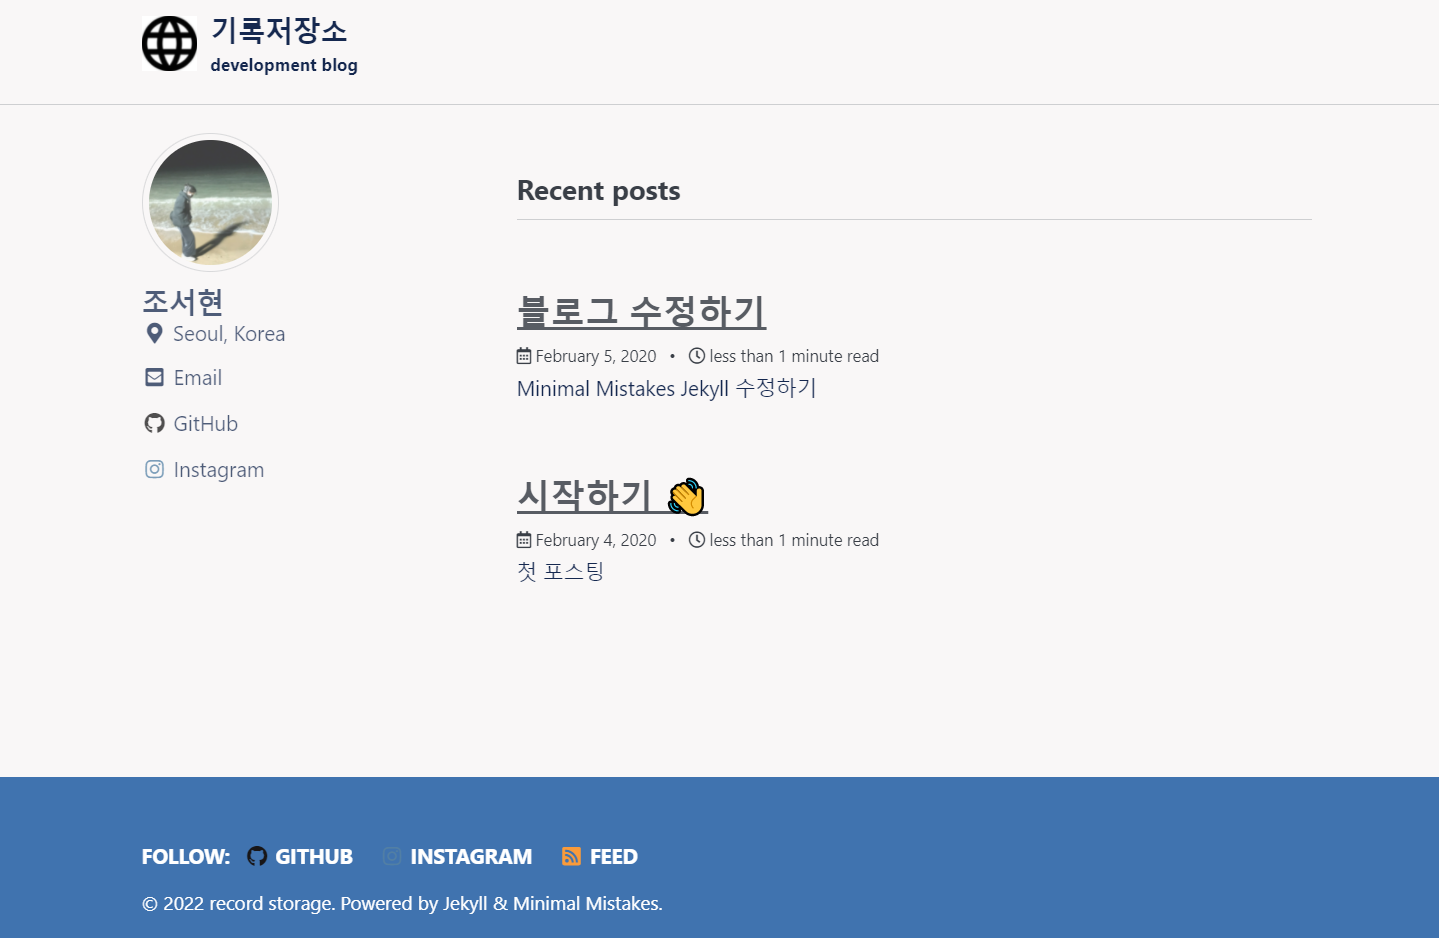 기록저장소
development blog
조서현
Seoul, Korea
Email
GitHub
Instagram
Recent posts
블로그 수정하기
February 5, 2020 • less than 1 minute read
Minimal Mistakes Jekyll 수정하기
시작하기 👋
February 4, 2020 • less than 1 minute read
첫 포스팅
FOLLOW: GITHUB INSTAGRAM FEED
© 2022 record storage. Powered by Jekyll & Minimal Mistakes.